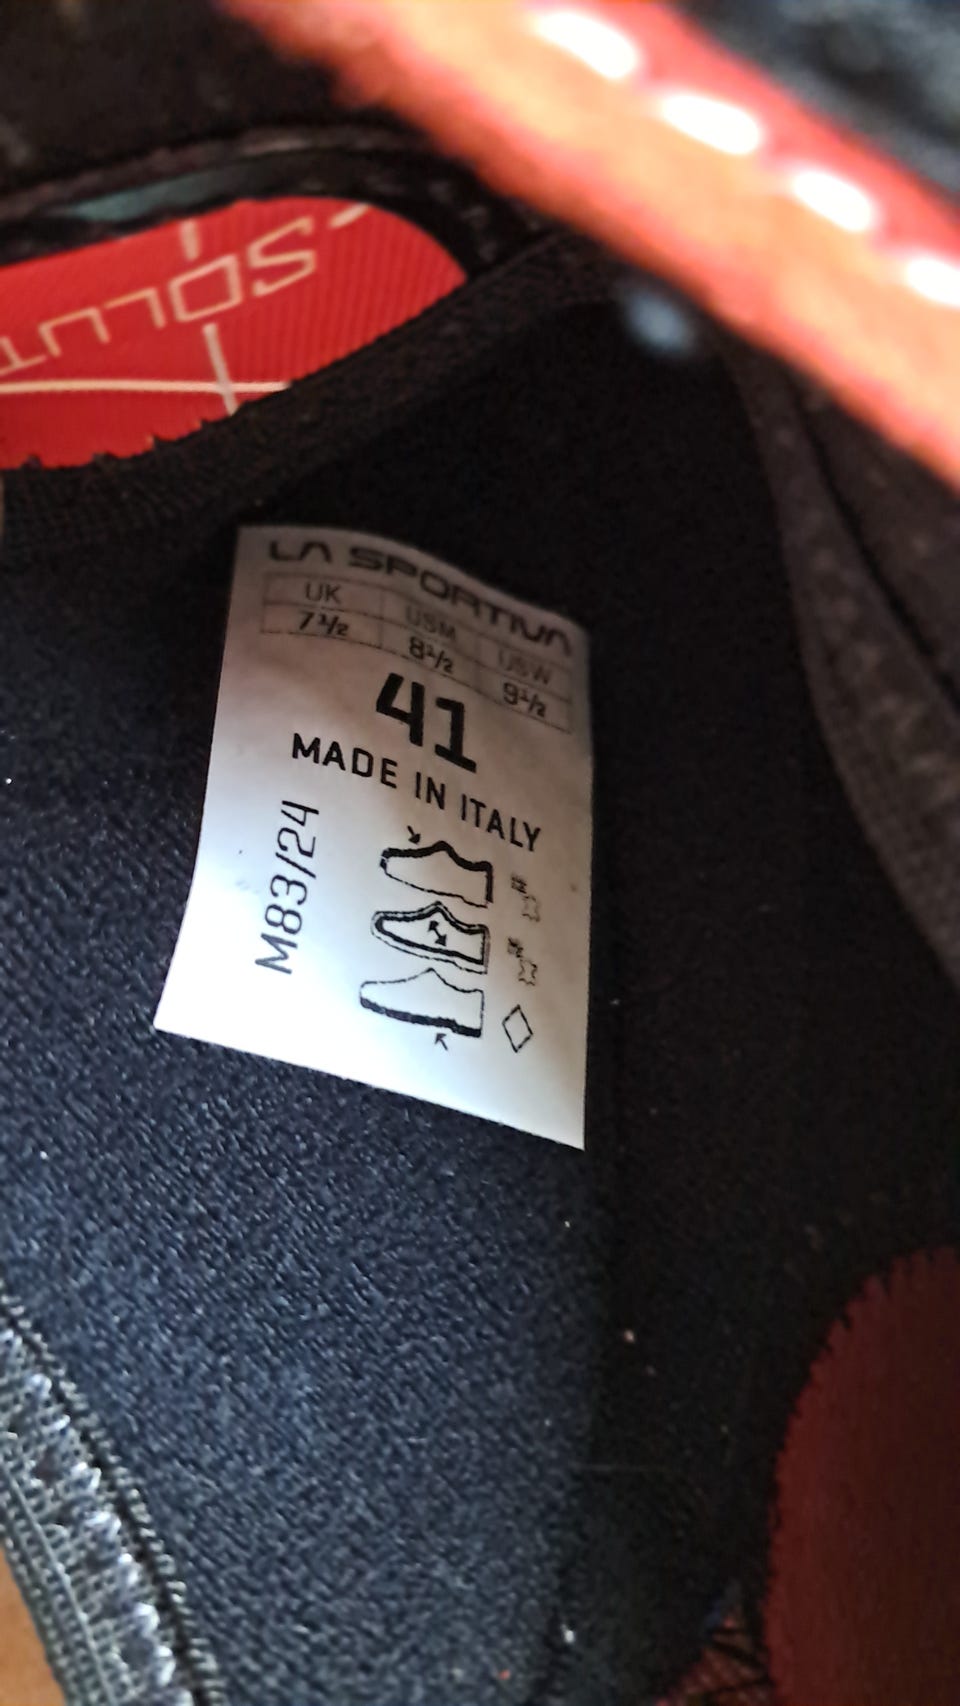 SOLUT
LA SPORTIVA
UK USM USW
7½ 8½ 9½
41
MADE IN ITALY
M83/24